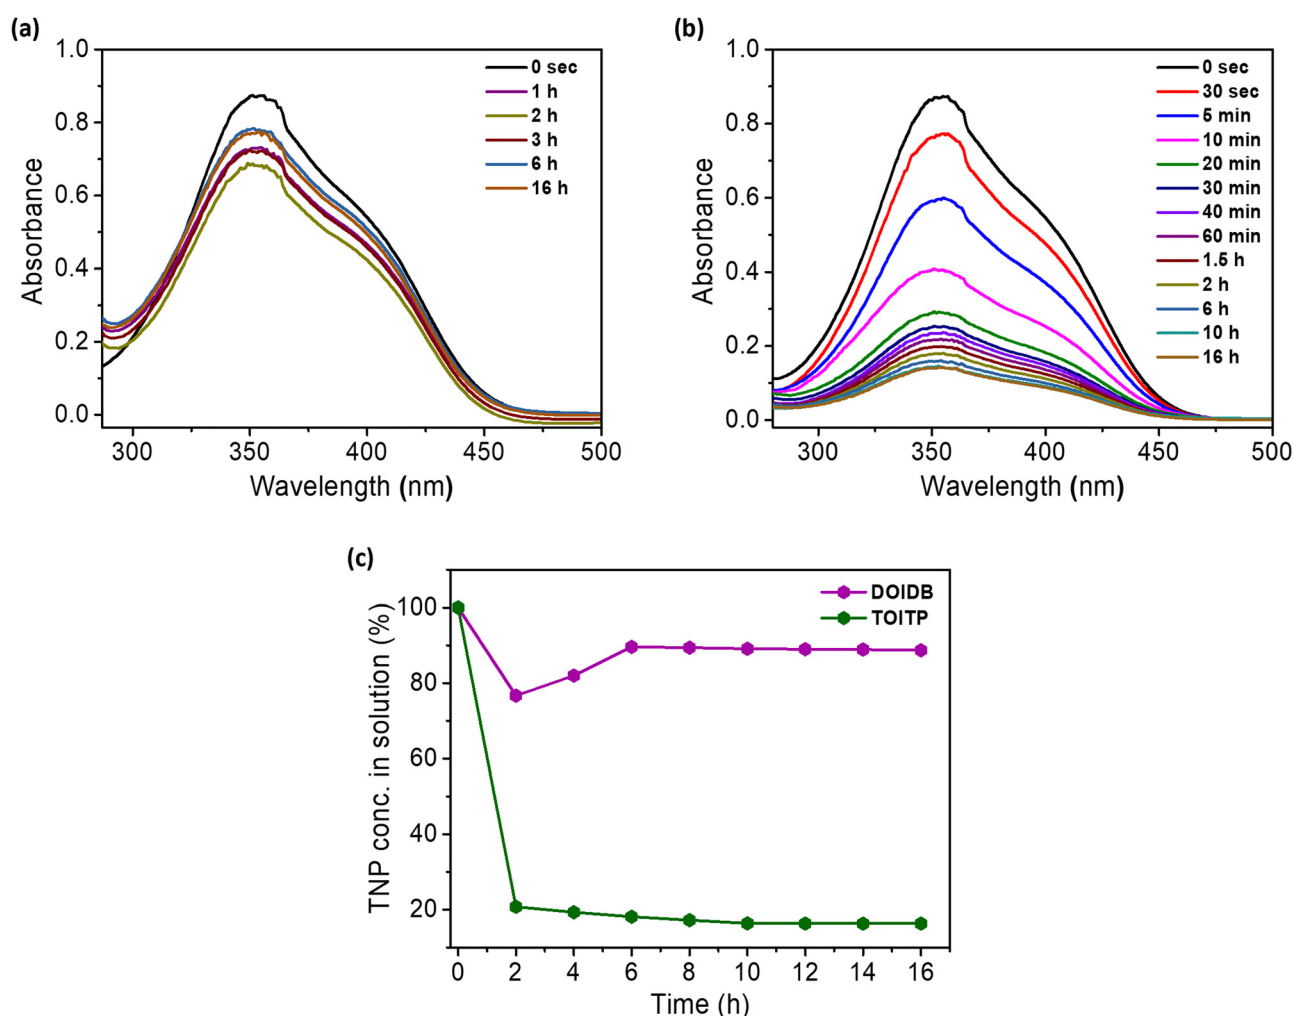 (a)
1.0
0.8
0.6
0.4
0.2
0.0
Absorbance
0 sec
1 h
2 h
3 h
6 h
16 h
300
350
400
450
500
Wavelength (nm)
(b)
1.0
0.8
0.6
0.4
0.2
0.0
Absorbance
0 sec
30 sec
5 min
10 min
20 min
30 min
40 min
60 min
1.5 h
2 h
6 h
10 h
16 h
300
350
400
450
500
Wavelength (nm)
(c)
100
80
60
40
20
TNP conc. in solution (%)
DOIDB
TOITP
0
2
4
6
8
10
12
14
16
Time (h)